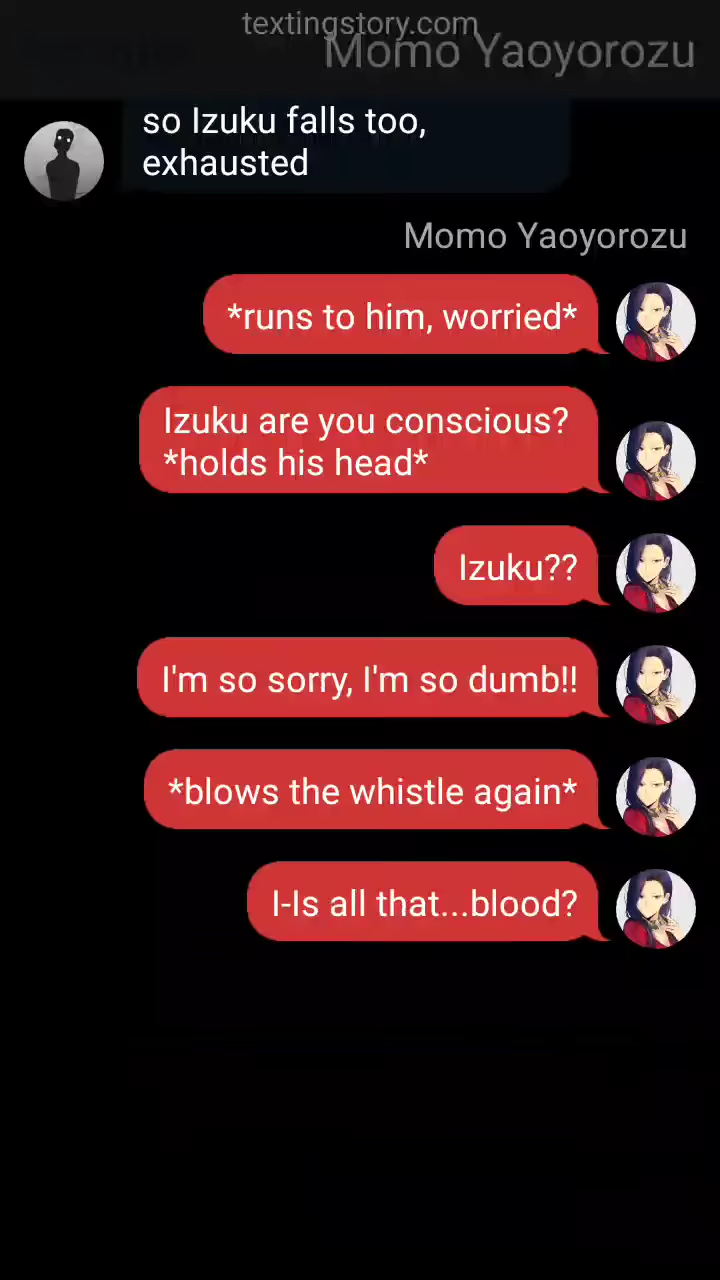 textingstory.com
Momo Yaoyorozu
so Izuku falls too,
exhausted
Momo Yaoyorozu
*runs to him, worried*
Izuku are you conscious?
*holds his head*
Izuku??
I'm so sorry, I'm so dumb!!
*blows the whistle again*
I-Is all that...blood?